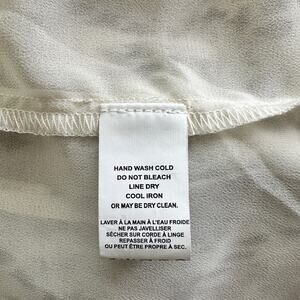 HAND WASH COLD
DO NOT BLEACH
LINE DRY
COOL IRON
OR MAY BE DRY CLEAN.
LAVER À LA MAIN À L'EAU FROIDE
NE PAS JAVELLISER
SÉCHER SUR CORDE À LINGE
REPASSER À FROID
OU PEUT ÊTRE PROPRE À SEC.